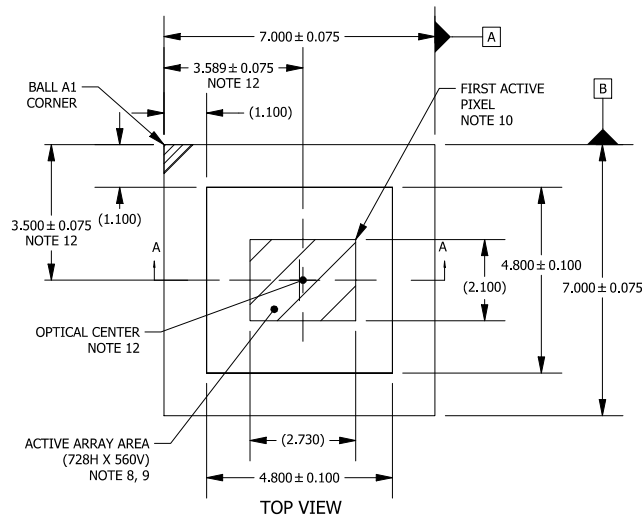 7.000 ± 0.075
A
3.589 ± 0.075
NOTE 12
BALL A1
CORNER
(1.100)
FIRST ACTIVE
PIXEL
NOTE 10
B
3.500 ± 0.075
NOTE 12
(1.100)
A
A
(2.100)
4.800 ± 0.100
7.000 ± 0.075
OPTICAL CENTER
NOTE 12
ACTIVE ARRAY AREA
(728H X 560V)
NOTE 8, 9
(2.730)
4.800 ± 0.100
TOP VIEW